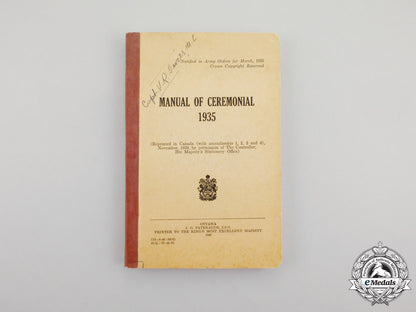 Notified in Army Orders for March, 1935
Crown Copyright Reserved
Capt. V. R.
MANUAL OF CEREMONIAL
1935
(Reprinted in Canada (with amendments 1, 2, 3 and 4),
November, 1939, by permission of The Controller,
His Majesty's Stationery Office)
OTTAWA
J. O. PATENAUDE, I.S.O.
PRINTER TO THE KING'S MOST EXCELLENT MAJESTY
eMedals